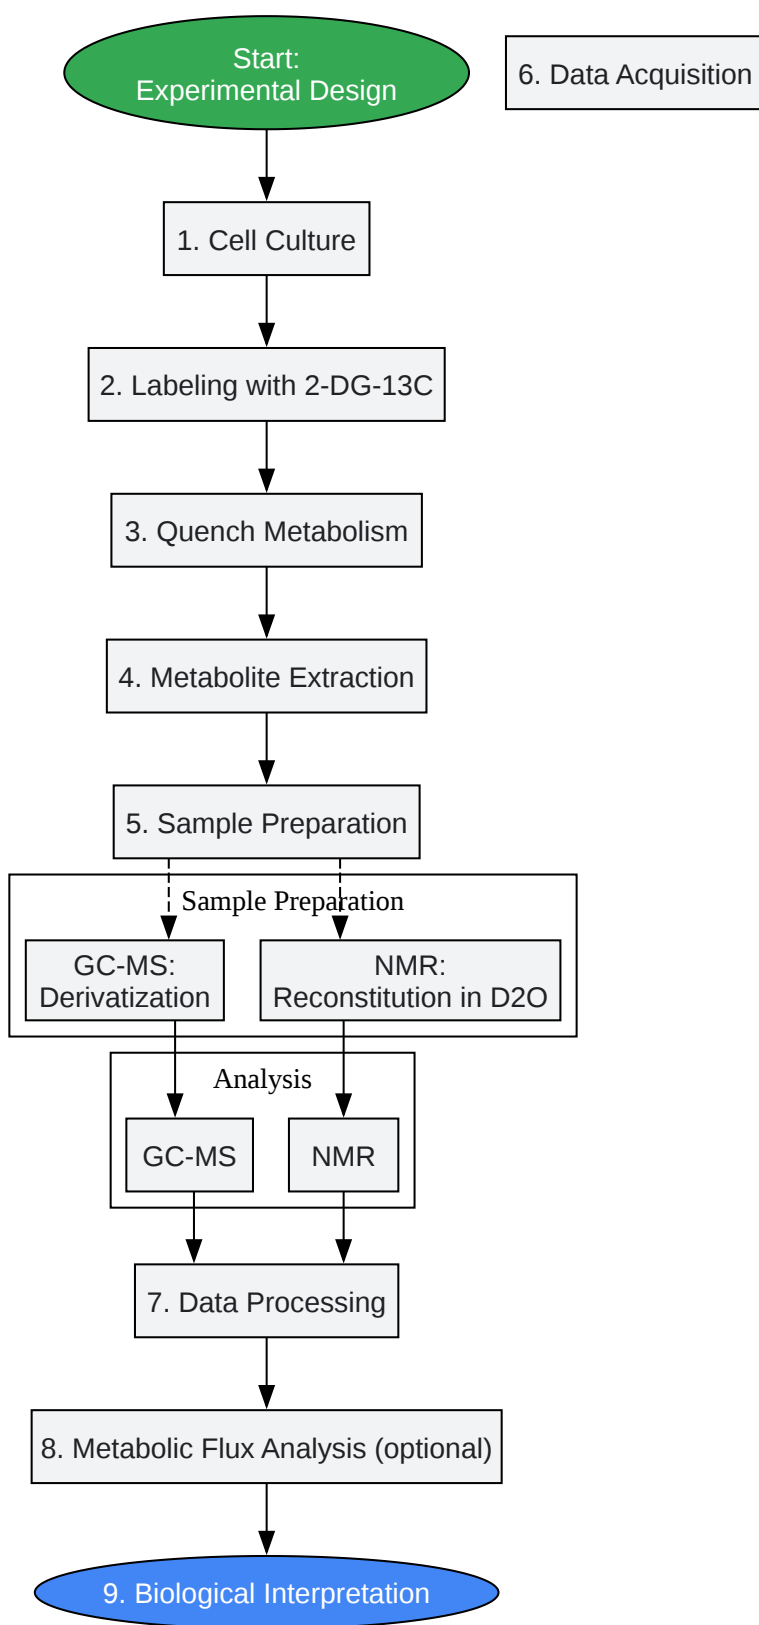 Start:
Experimental Design
6. Data Acquisition
1. Cell Culture
2. Labeling with 2-DG-13C
3. Quench Metabolism
4. Metabolite Extraction
5. Sample Preparation
Sample Preparation
GC-MS:
Derivatization
NMR:
Reconstitution in D2O
Analysis
GC-MS
NMR
7. Data Processing
8. Metabolic Flux Analysis (optional)
9. Biological Interpretation